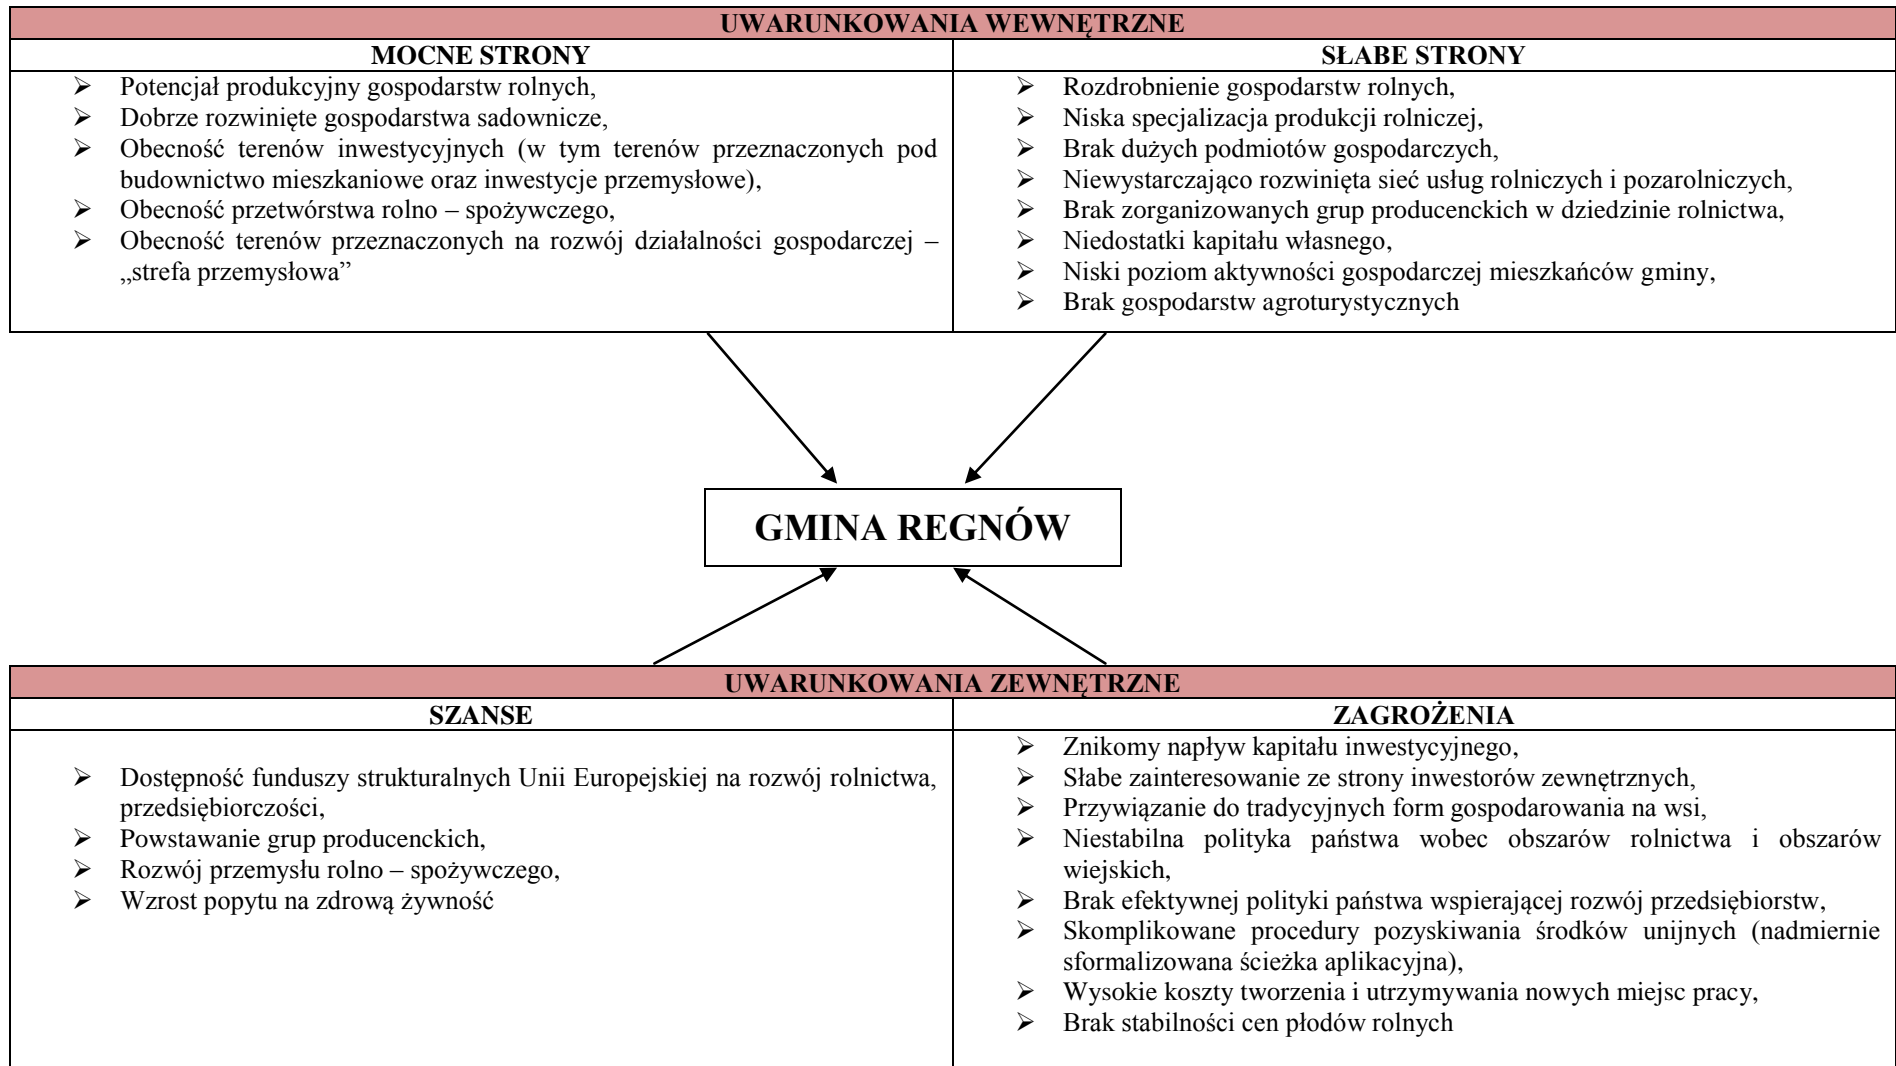 UWARUNKOWANIA WEWNĘTRZNE
MOCNE STRONY
➢ Potencjał produkcyjny gospodarstw rolnych,
➢ Dobrze rozwinięte gospodarstwa sadownicze,
➢ Obecność terenów inwestycyjnych (w tym terenów przeznaczonych pod
budownictwo mieszkaniowe oraz inwestycje przemysłowe),
➢ Obecność przetwórstwa rolno – spożywczego,
➢ Obecność terenów przeznaczonych na rozwój działalności gospodarczej –
„strefa przemysłowa”
SŁABE STRONY
➢ Rozdrobnienie gospodarstw rolnych,
➢ Niska specjalizacja produkcji rolniczej,
➢ Brak dużych podmiotów gospodarczych,
➢ Niewystarczająco rozwinięta sieć usług rolniczych i pozarolniczych,
➢ Brak zorganizowanych grup producenckich w dziedzinie rolnictwa,
➢ Niedostatki kapitału własnego,
➢ Niski poziom aktywności gospodarczej mieszkańców gminy,
➢ Brak gospodarstw agroturystycznych
GMINA REGNÓW
UWARUNKOWANIA ZEWNĘTRZNE
SZANSE
➢ Dostępność funduszy strukturalnych Unii Europejskiej na rozwój rolnictwa,
przedsiębiorczości,
➢ Powstawanie grup producenckich,
➢ Rozwój przemysłu rolno – spożywczego,
➢ Wzrost popytu na zdrową żywność
ZAGROŻENIA
➢ Znikomy napływ kapitału inwestycyjnego,
➢ Słabe zainteresowanie ze strony inwestorów zewnętrznych,
➢ Przywiązanie do tradycyjnych form gospodarowania na wsi,
➢ Niestabilna polityka państwa wobec obszarów rolnictwa i obszarów
wiejskich,
➢ Brak efektywnej polityki państwa wspierającej rozwój przedsiębiorstw,
➢ Skomplikowane procedury pozyskiwania środków unijnych (nadmiernie
sformalizowana ścieżka aplikacyjna),
➢ Wysokie koszty tworzenia i utrzymywania nowych miejsc pracy,
➢ Brak stabilności cen płodów rolnych